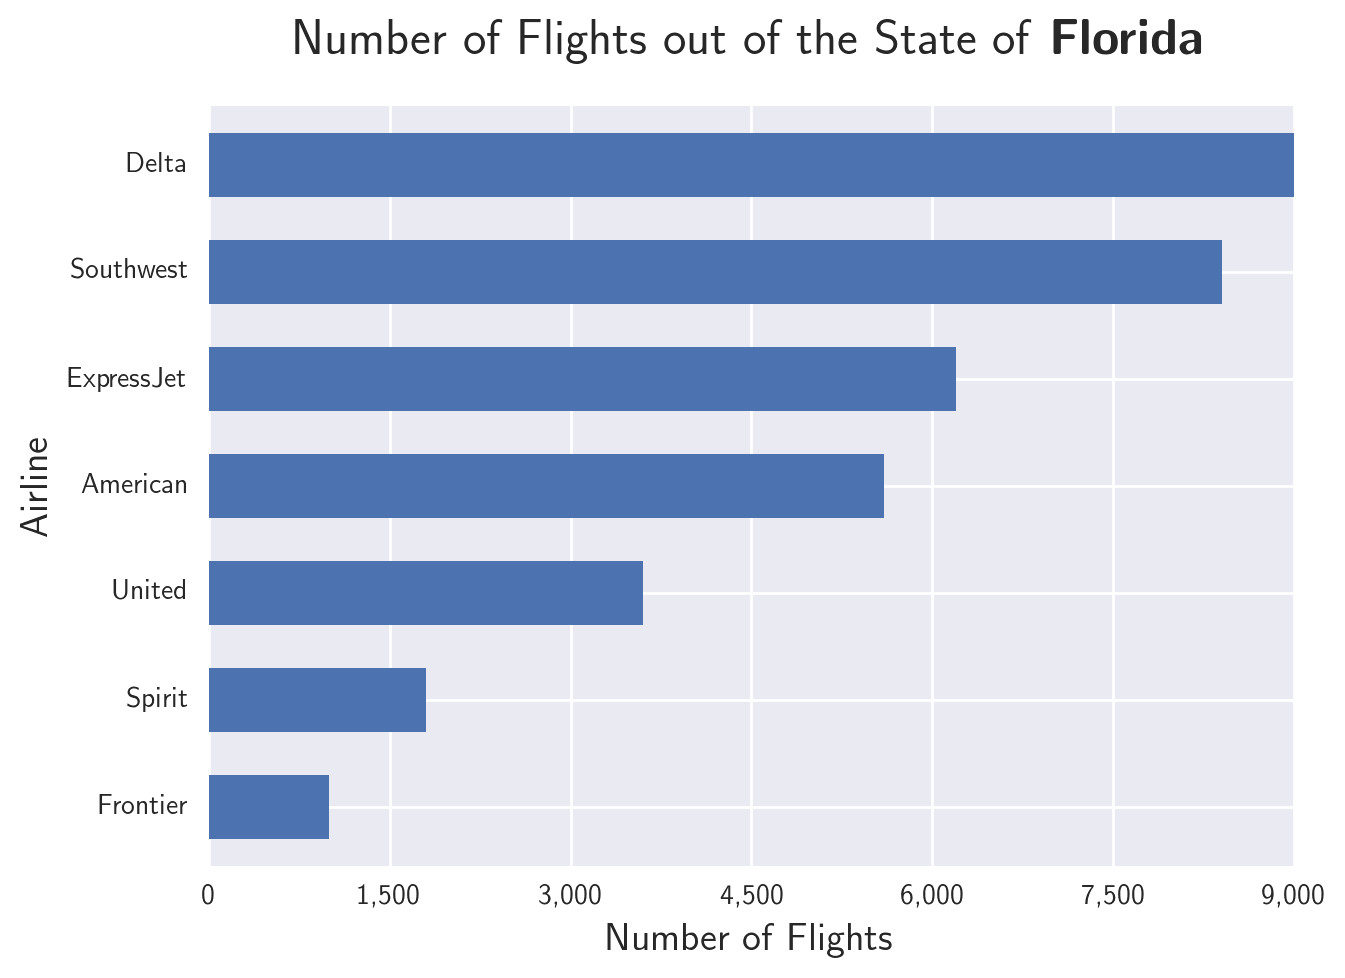 Number of Flights out of the State of Florida
Delta
Southwest
ExpressJet
American
United
Spirit
Frontier
Airline
0 1,500 3,000 4,500 6,000 7,500 9,000
Number of Flights